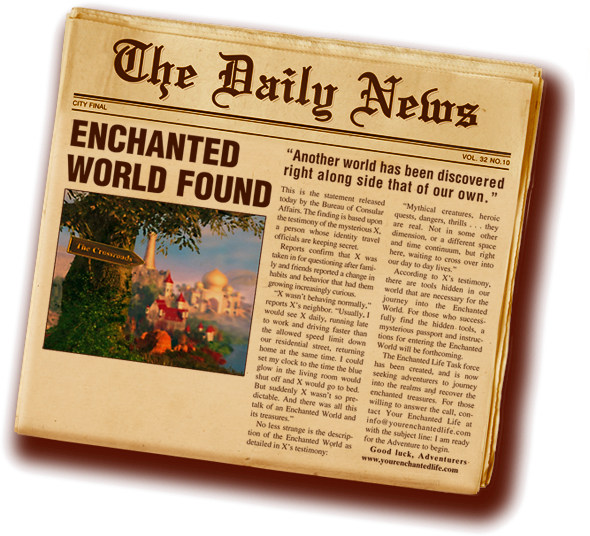 The Daily News
CITY FINAL
VOL. 32 NO.10
ENCHANTED
WORLD FOUND
The Crossroads
“Another world has been discovered
right along side that of our own.”
This is the statement released
today by the Bureau of Consular
Affairs. The finding is based upon
the testimony of the mysterious X,
a person whose identity travel
officials are keeping secret.
Reports confirm that X was
taken in for questioning after fami-
ly and friends reported a change in
habits and behavior that had them
growing increasingly curious.
“X wasn't behaving normally,”
reports X's neighbor. “Usually, I
would see X daily, running late
to work and driving faster than
the allowed speed limit down
our residential street, returning
home at the same time. I could
set my clock to the time the blue
glow in the living room would
shut off and X would go to bed.
But suddenly X wasn't so pre-
dictable. And there was all this
talk of an Enchanted World and
its treasures.”
No less strange is the descrip-
tion of the Enchanted World as
detailed in X's testimony:
“Mythical creatures, heroic
quests, dangers, thrills . . . they
are real. Not in some other
dimension, or a different space
and time continuum, but right
here, waiting to cross over into
our day to day lives.”
According to X's testimony,
there are tools hidden in our
world that are necessary for the
journey into the Enchanted
World. For those who success-
fully find the hidden tools, a
mysterious passport and instruc-
tions for entering the Enchanted
World will be forthcoming.
The Enchanted Life Task force
has been created, and is now
seeking adventurers to journey
into the realms and recover the
enchanted treasures. For those
willing to answer the call, con-
tact Your Enchanted Life at
info@yourenchantedlife.com
with the subject line: I am ready
for the Adventure to begin.
Good luck, Adventurers
www.yourenchantedlife.com